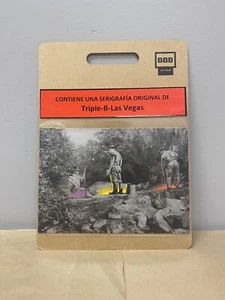 BBB
CONTIENE UNA SERIGRAFÍA ORIGINAL DE
Triple-B-Las Vegas